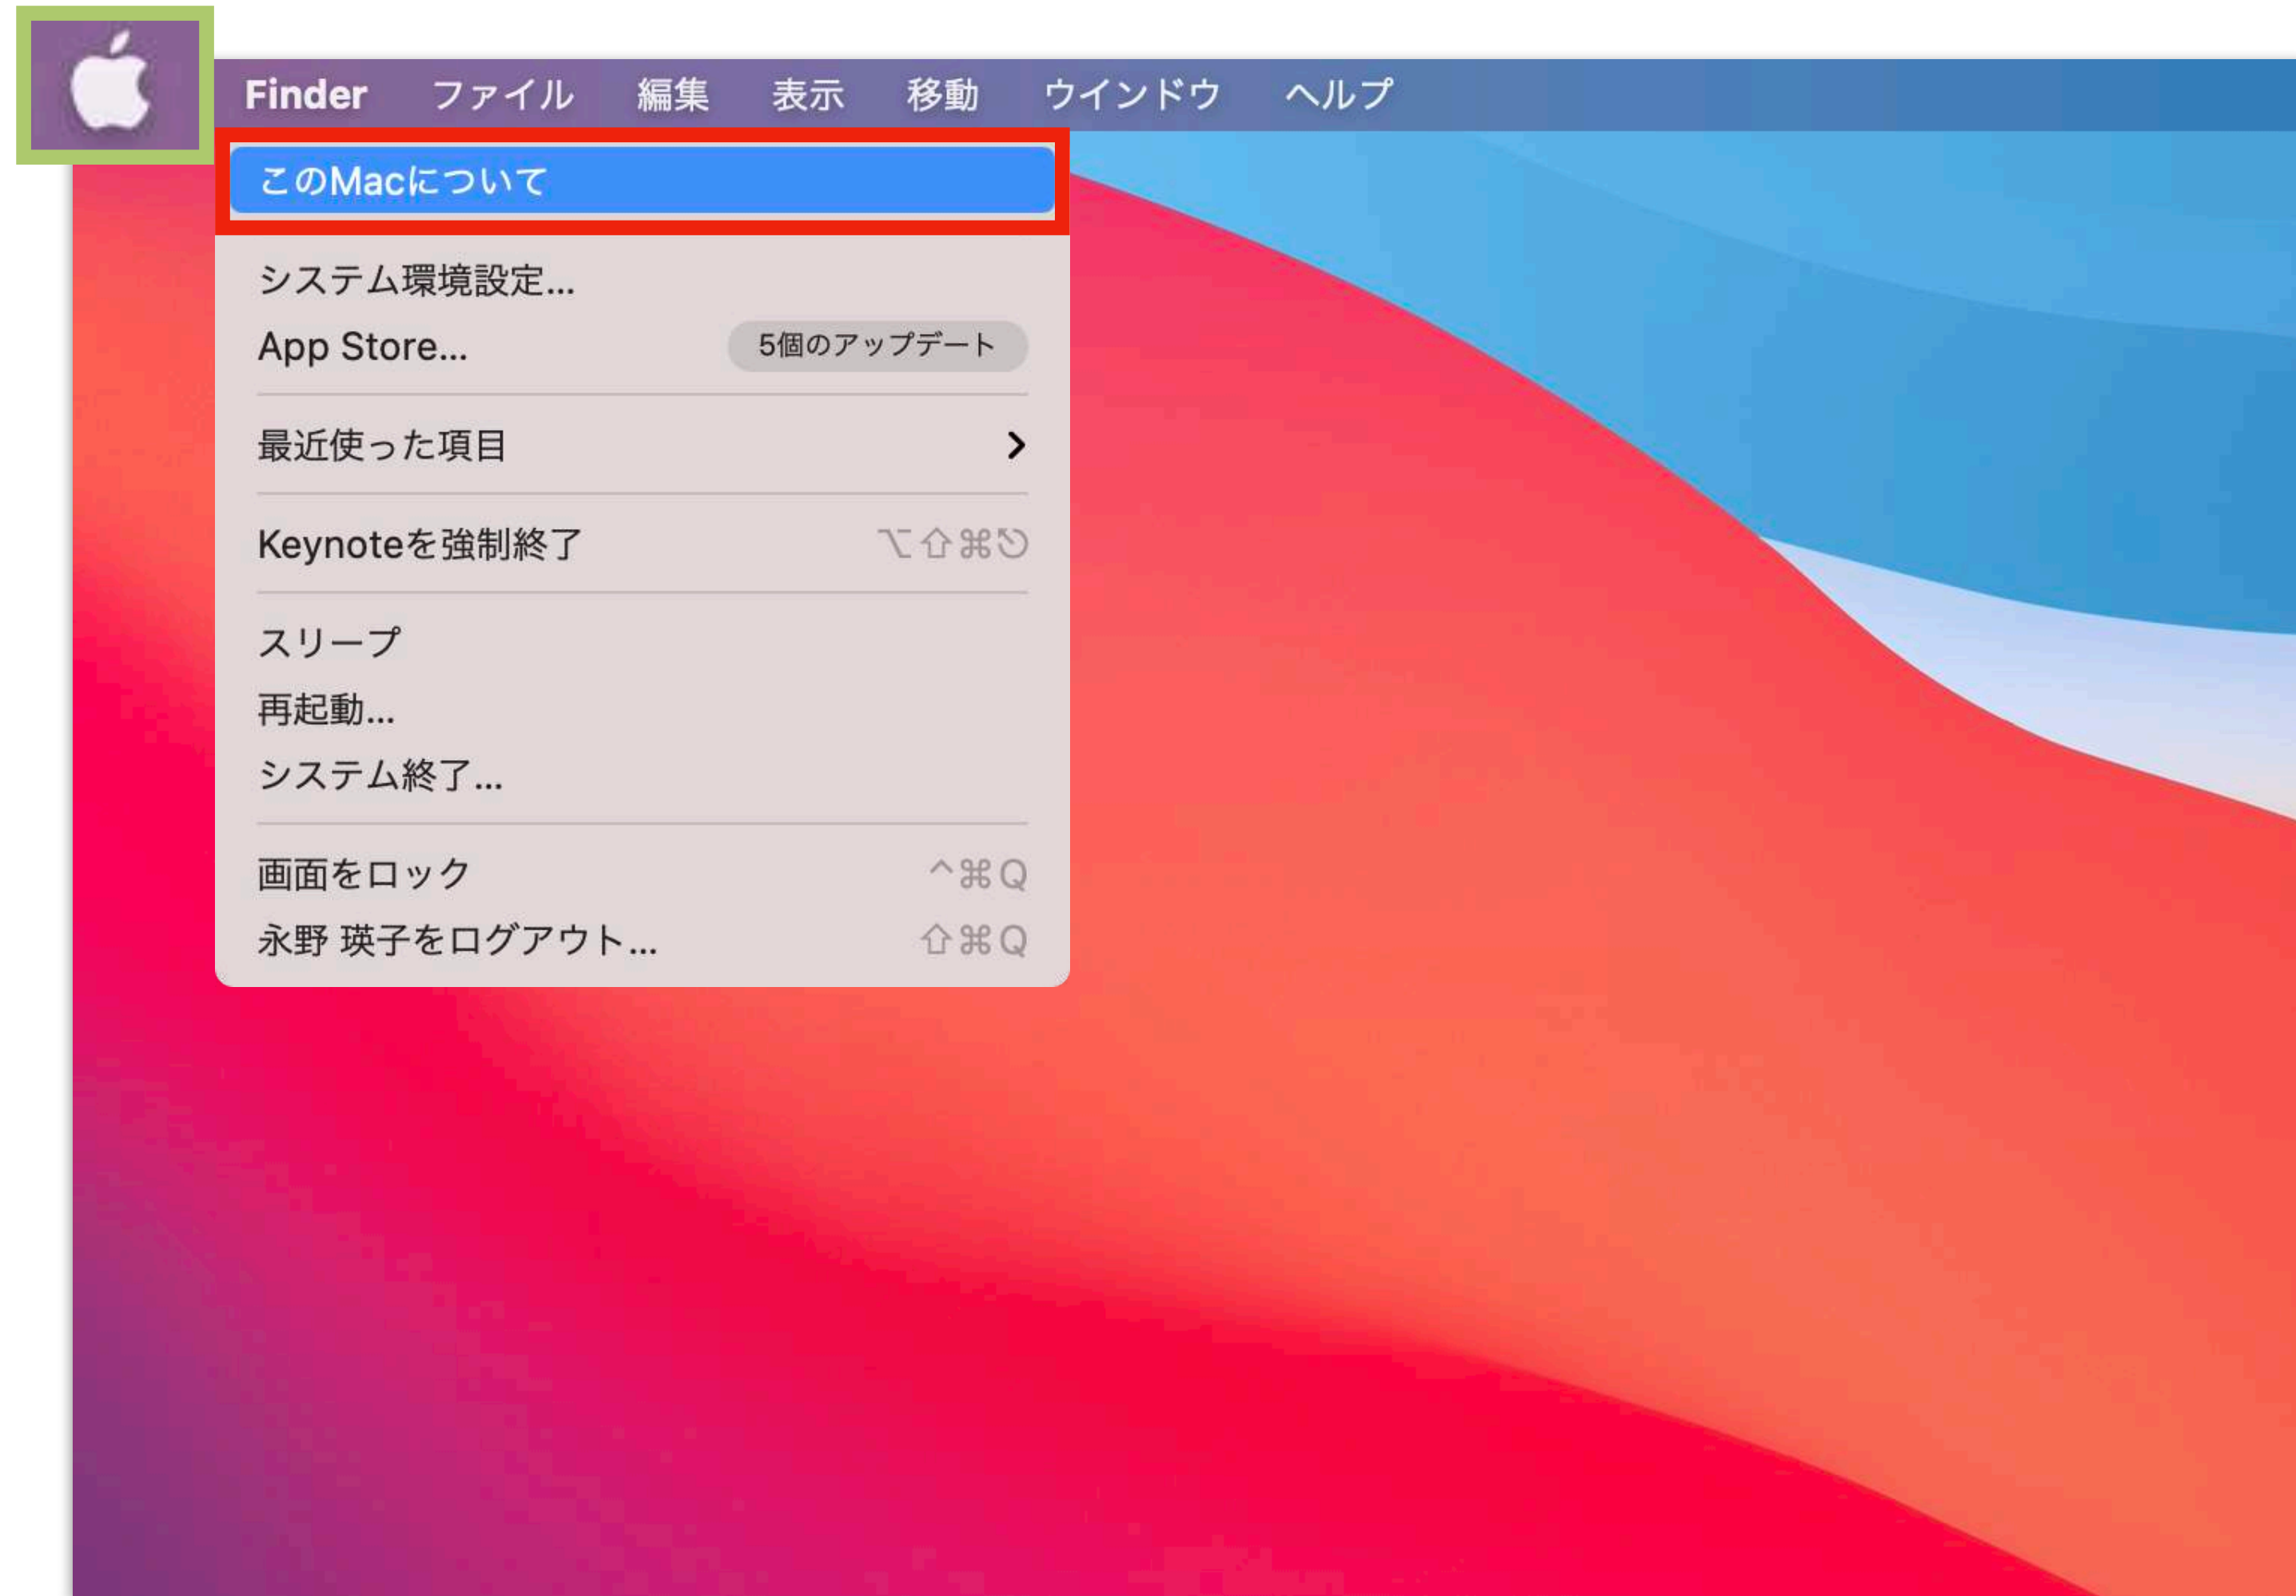 Finder ファイル 編集 表示 移動 ウインドウ ヘルプ
このMacについて
システム環境設定...
App Store... 5個のアップデート
最近使った項目
Keynoteを強制終了 ⌥⇧⌘⎋
スリープ
再起動...
システム終了...
画面をロック ^⌘Q
永野 瑛子をログアウト... ⇧⌘Q